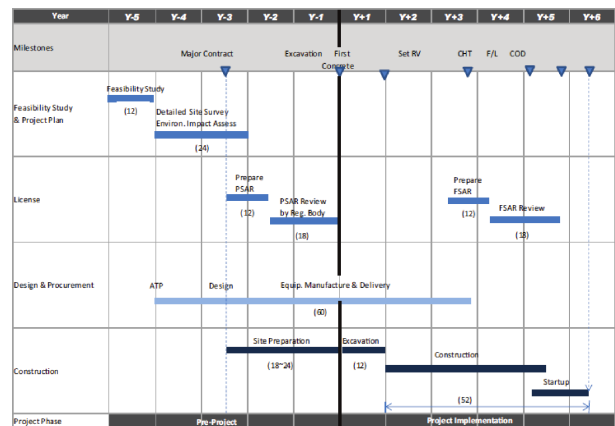 Year Y-5 Y-4 Y-3 Y-2 Y-1 Y+1 Y+2 Y+3 Y+4 Y+5 Y+6
Milestones Major Contract Excavation First Concrete Set RV CHT F/L COD
Feasibility Study & Project Plan
Feasibility Study
(12)
Detailed Site Survey
Environ. Impact Assess
(24)
License
Prepare
PSAR
(12)
PSAR Review
by Reg. Body
(18)
Prepare
FSAR
(12)
FSAR Review
(18)
Design & Procurement
ATP Design Equip. Manufacture & Delivery
(60)
Construction
Site Preparation Excavation
(18~24) (12)
Construction
Startup
(52)
Project Phase Pre-Project Project Implementation